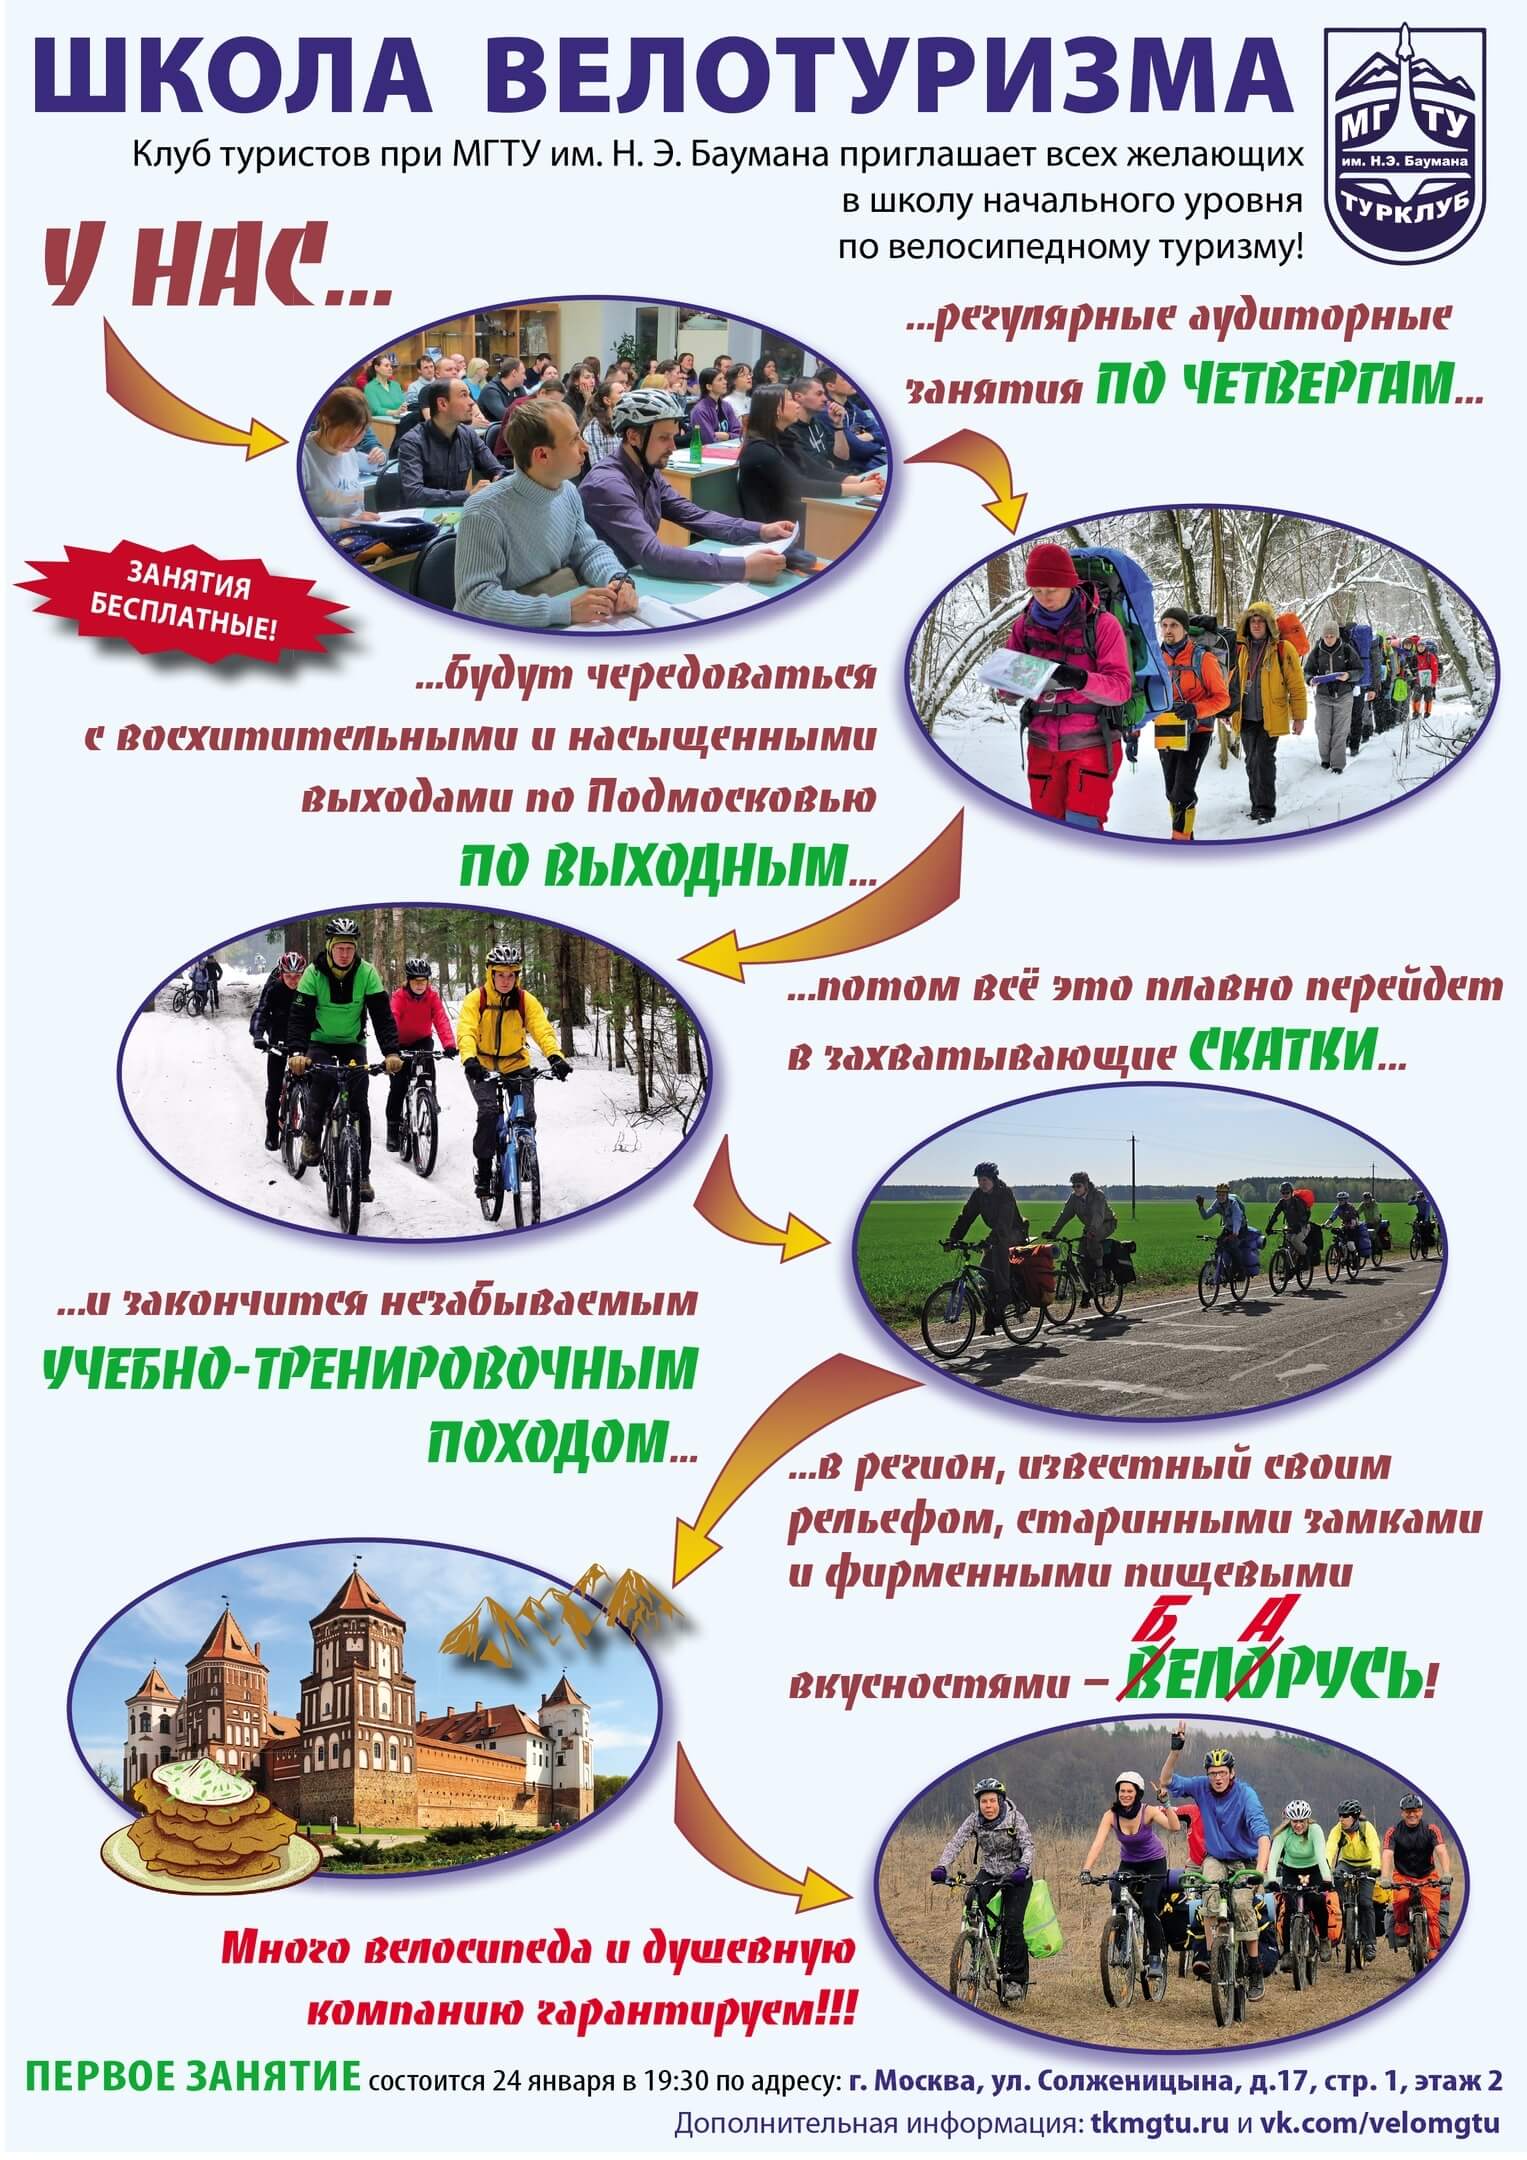 ШКОЛА ВЕЛОТУРИЗМА
Клуб туристов при МГТУ им. Н. Э. Баумана приглашает всех желающих
в школу начального уровня
по велосипедному туризму!
МГТУ
им. Н.Э. Баумана
ТУРКЛУБ
У НАС...
...регулярные аудиторные
занятия ПО ЧЕТВЕРГАМ...
ЗАНЯТИЯ
БЕСПЛАТНЫЕ!
...будут чередоваться
с восхитительными и насыщенными
выходами по Подмосковью
ПО ВЫХОДНЫМ...
...потом всё это плавно перейдет
в захватывающие СКАТКИ...
...и закончится незабываемым
УЧЕБНО-ТРЕНИРОВОЧНЫМ
ПОХОДОМ...
...в регион, известный своим
рельефом, старинными замками
и фирменными пищевыми
Б А
вкусностями – ВЕЛОРУСЬ!
Много велосипеда и душевную
компанию гарантируем!!!
ПЕРВОЕ ЗАНЯТИЕ состоится 24 января в 19:30 по адресу: г. Москва, ул. Солженицына, д.17, стр. 1, этаж 2
Дополнительная информация: tkmgtu.ru и vk.com/velomgtu